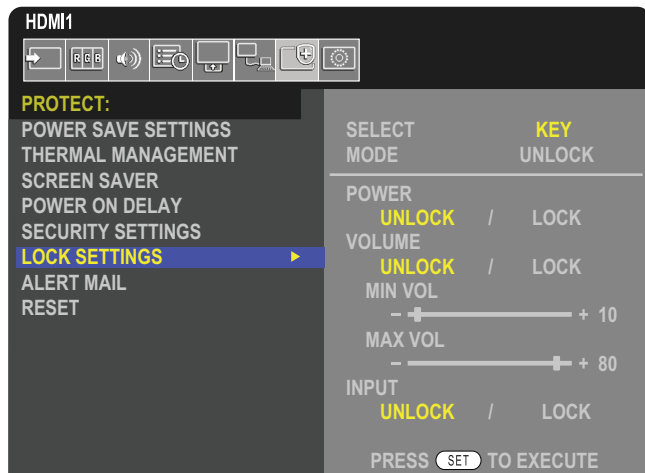 HDMI1
RGB
PROTECT:
POWER SAVE SETTINGS
THERMAL MANAGEMENT
SCREEN SAVER
POWER ON DELAY
SECURITY SETTINGS
LOCK SETTINGS
ALERT MAIL
RESET
SELECT KEY
MODE UNLOCK
POWER
UNLOCK / LOCK
VOLUME
UNLOCK / LOCK
MIN VOL
- + 10
MAX VOL
- + 80
INPUT
UNLOCK / LOCK
PRESS SET TO EXECUTE